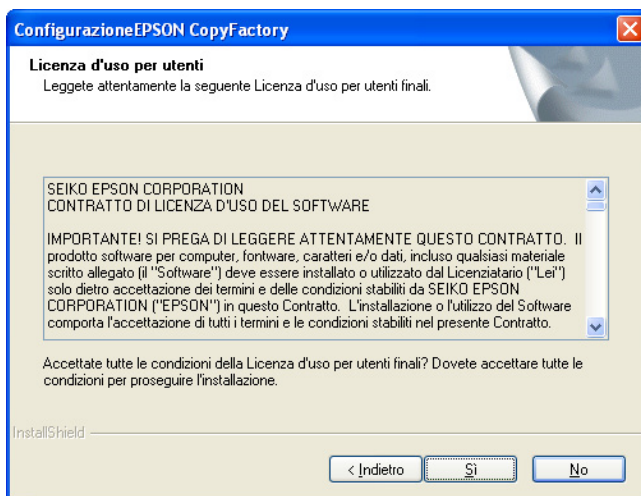 ConfigurazioneEPSON CopyFactory
Licenza d'uso per utenti
Leggete attentamente la seguente Licenza d'uso per utenti finali.
SEIKO EPSON CORPORATION
CONTRATTO DI LICENZA D'USO DEL SOFTWARE
IMPORTANTE! SI PREGA DI LEGGERE ATTENTAMENTE QUESTO CONTRATTO. Il
prodotto software per computer, fontware, caratteri e/o dati, incluso qualsiasi materiale
scritto allegato (il "Software") deve essere installato o utilizzato dal Licenziatario ("Lei")
solo dietro accettazione dei termini e delle condizioni stabiliti da SEIKO EPSON
CORPORATION ("EPSON") in questo Contratto. L'installazione o l'utilizzo del Software
comporta l'accettazione di tutti i termini e le condizioni stabiliti nel presente Contratto.
Accettate tutte le condizioni della Licenza d'uso per utenti finali? Dovete accettare tutte le
condizioni per proseguire l'installazione.
InstallShield
< Indietro
Sì
No